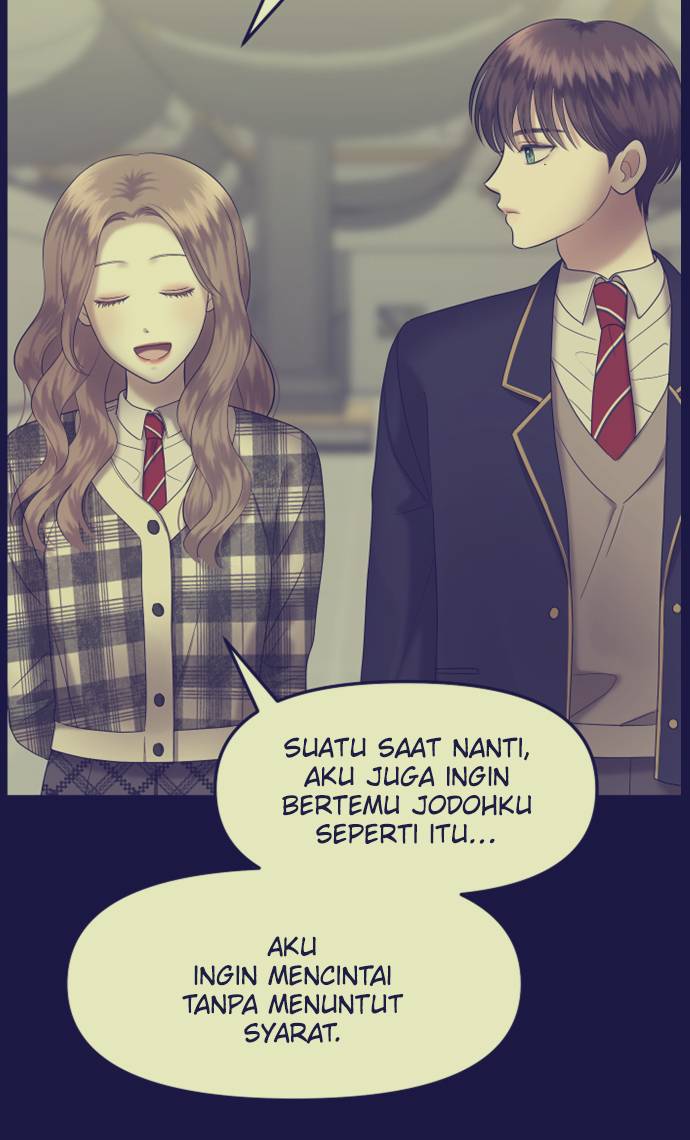 SUATU SAAT NANTI,
AKU JUGA INGIN
BERTEMU JODOHKU
SEPERTI ITU...
AKU
INGIN MENCINTAI
TANPA MENUNTUT
SYARAT.